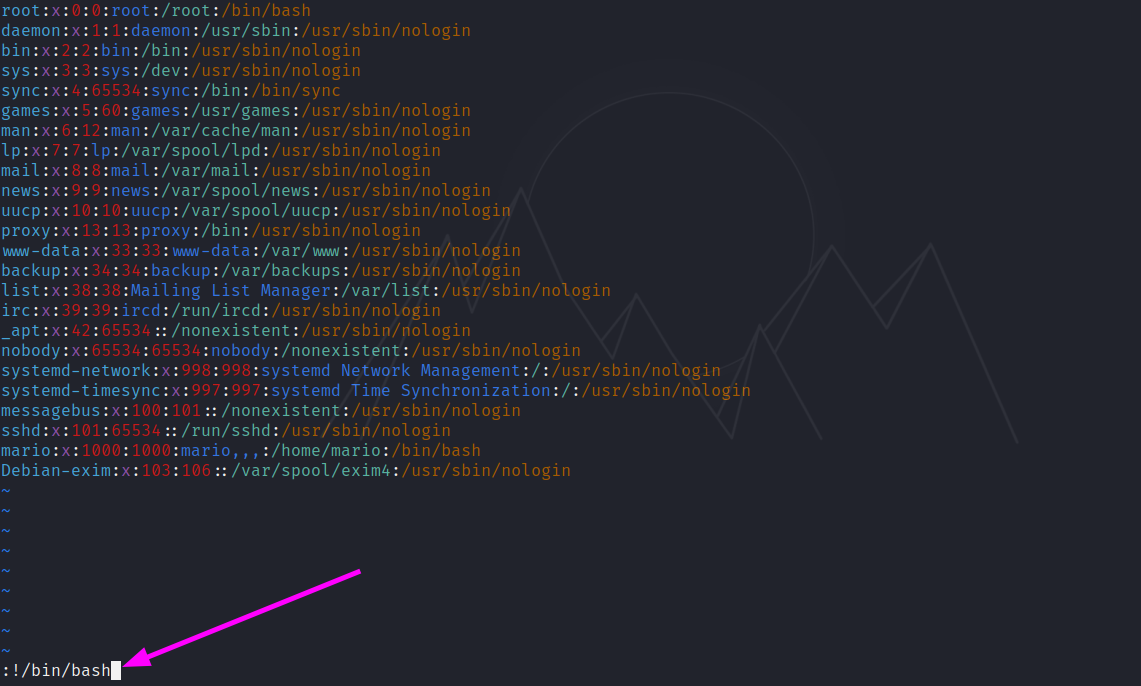 root:x:0:0:root:/root:/bin/bash
daemon:x:1:1:daemon:/usr/sbin:/usr/sbin/nologin
bin:x:2:2:bin:/bin:/usr/sbin/nologin
sys:x:3:3:sys:/dev:/usr/sbin/nologin
sync:x:4:65534:sync:/bin:/bin/sync
games:x:5:60:games:/usr/games:/usr/sbin/nologin
man:x:6:12:man:/var/cache/man:/usr/sbin/nologin
lp:x:7:7:lp:/var/spool/lpd:/usr/sbin/nologin
mail:x:8:8:mail:/var/mail:/usr/sbin/nologin
news:x:9:9:news:/var/spool/news:/usr/sbin/nologin
uucp:x:10:10:uucp:/var/spool/uucp:/usr/sbin/nologin
proxy:x:13:13:proxy:/bin:/usr/sbin/nologin
www-data:x:33:33:www-data:/var/www:/usr/sbin/nologin
backup:x:34:34:backup:/var/backups:/usr/sbin/nologin
list:x:38:38:Mailing List Manager:/var/list:/usr/sbin/nologin
irc:x:39:39:ircd:/run/ircd:/usr/sbin/nologin
_apt:x:42:65534::/nonexistent:/usr/sbin/nologin
nobody:x:65534:65534:nobody:/nonexistent:/usr/sbin/nologin
systemd-network:x:998:998:systemd Network Management:/:/usr/sbin/nologin
systemd-timesync:x:997:997:systemd Time Synchronization:/:/usr/sbin/nologin
messagebus:x:100:101::/nonexistent:/usr/sbin/nologin
sshd:x:101:65534::/run/sshd:/usr/sbin/nologin
mario:x:1000:1000:mario,,,:/home/mario:/bin/bash
Debian-exim:x:103:106::/var/spool/exim4:/usr/sbin/nologin
~
~
~
~
~
~
~
~
~
:!/bin/bash